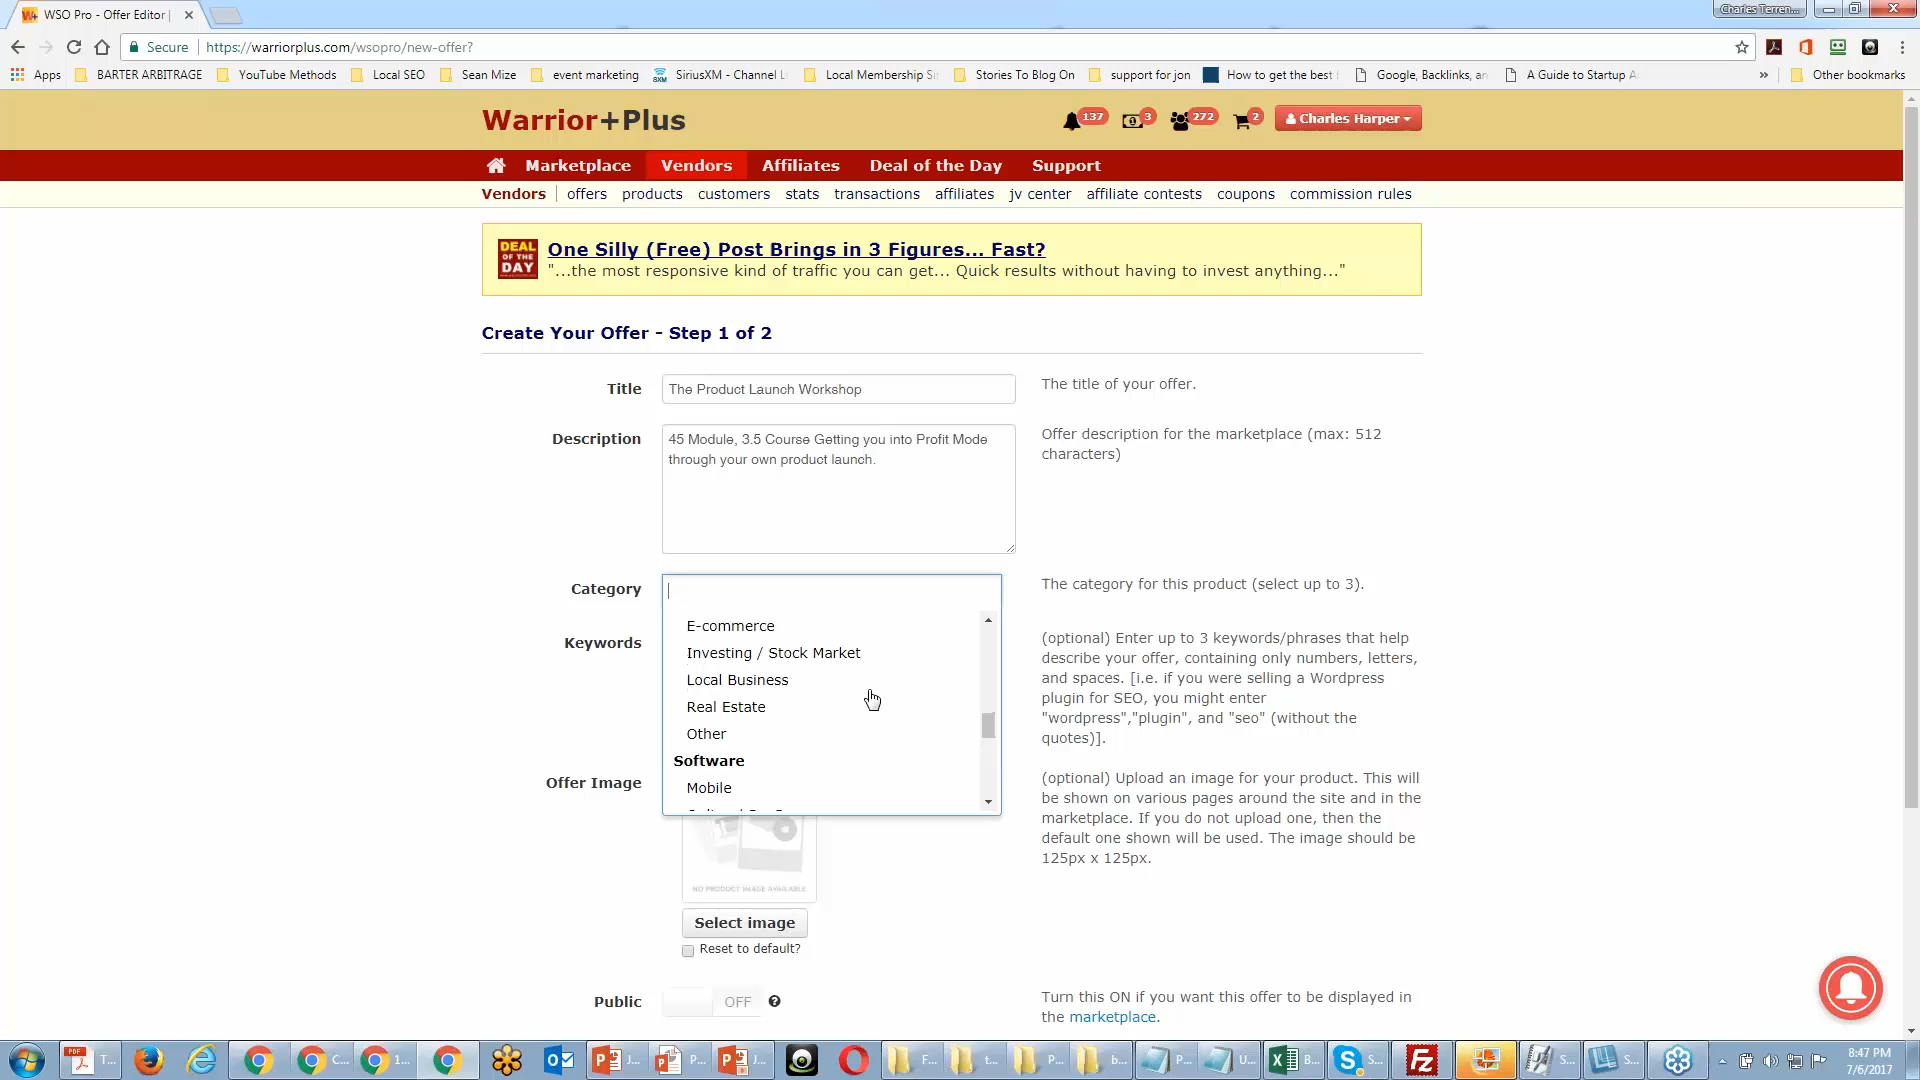 WSO Pro - Offer Editor |
Charles Terren...
Secure
https://warriorplus.com/wsopro/new-offer?
Apps
BARTER ARBITRAGE
YouTube Methods
Local SEO
Sean Mize
event marketing
SiriusXM - Channel L
Local Membership Si
Stories To Blog On
support for jon
How to get the best
Google, Backlinks, an
A Guide to Startup A
»
Other bookmarks
Warrior+Plus
137
3
272
2
Charles Harper
Marketplace
Vendors
Affiliates
Deal of the Day
Support
Vendors
offers
products
customers
stats
transactions
affiliates
jv center
affiliate contests
coupons
commission rules
DEAL OF THE DAY
One Silly (Free) Post Brings in 3 Figures... Fast?
"...the most responsive kind of traffic you can get... Quick results without having to invest anything..."
Create Your Offer - Step 1 of 2
Title
The Product Launch Workshop
The title of your offer.
Description
45 Module, 3.5 Course Getting you into Profit Mode
through your own product launch.
Offer description for the marketplace (max: 512
characters)
Category
The category for this product (select up to 3).
E-commerce
Investing / Stock Market
Local Business
Real Estate
Other
Software
Mobile
Keywords
(optional) Enter up to 3 keywords/phrases that help
describe your offer, containing only numbers, letters,
and spaces. [i.e. if you were selling a Wordpress
plugin for SEO, you might enter
"wordpress","plugin", and "seo" (without the
quotes)].
Offer Image
(optional) Upload an image for your product. This will
be shown on various pages around the site and in the
marketplace. If you do not upload one, then the
default one shown will be used. The image should be
125px x 125px.
NO PRODUCT IMAGE AVAILABLE
Select image
Reset to default?
Public
OFF
Turn this ON if you want this offer to be displayed in
the marketplace.
PDF
T...
C...
1...
J...
P...
J...
F...
t...
P...
b...
P...
U...
B...
S...
S...
S...
8:47 PM
7/6/2017